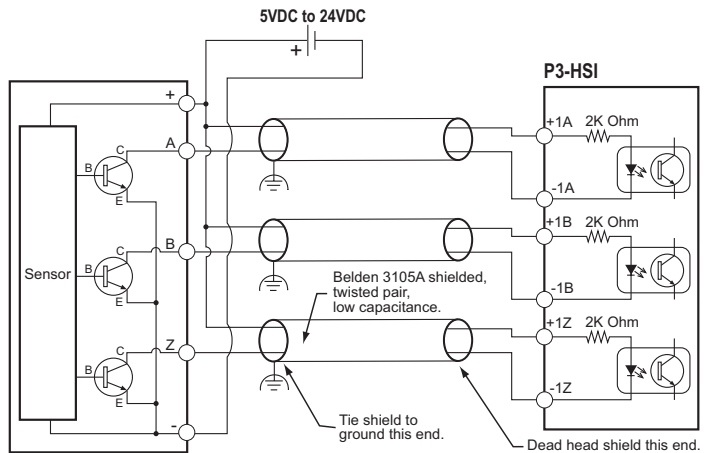 5VDC to 24VDC
+
P3-HSI
+
+1A 2K Ohm
A
C
B
E
-1A
+1B 2K Ohm
B
C
Sensor
B
E
Belden 3105A shielded,
twisted pair,
low capacitance.
-1B
+1Z 2K Ohm
Z
C
B
E
-1Z
-
Tie shield to
ground this end.
Dead head shield this end.